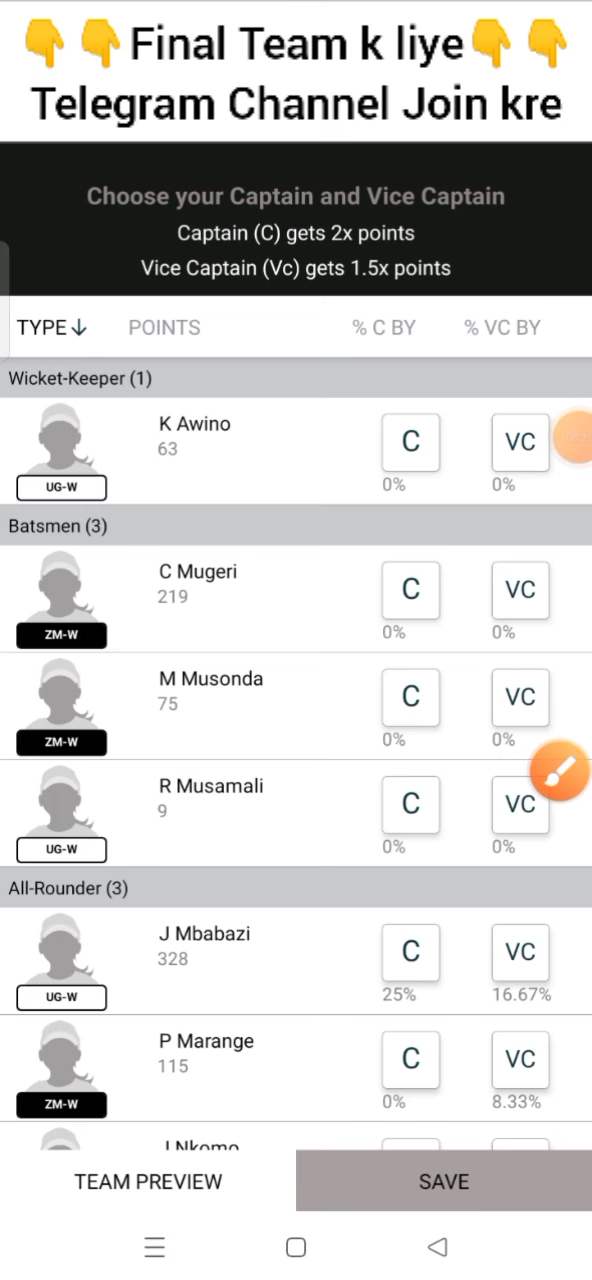 👇 👇Final Team k liye👇 👇
Telegram Channel Join kre
Choose your Captain and Vice Captain
Captain (C) gets 2x points
Vice Captain (Vc) gets 1.5x points
TYPE↓ POINTS % C BY % VC BY
Wicket-Keeper (1)
K Awino
63
C VC
UG-W
0% 0%
Batsmen (3)
C Mugeri
219
C VC
ZM-W
0% 0%
M Musonda
75
C VC
ZM-W
0% 0%
R Musamali
9
C VC
UG-W
0% 0%
All-Rounder (3)
J Mbabazi
328
C VC
UG-W
25% 16.67%
P Marange
115
C VC
ZM-W
0% 8.33%
J Nkomo
TEAM PREVIEW SAVE